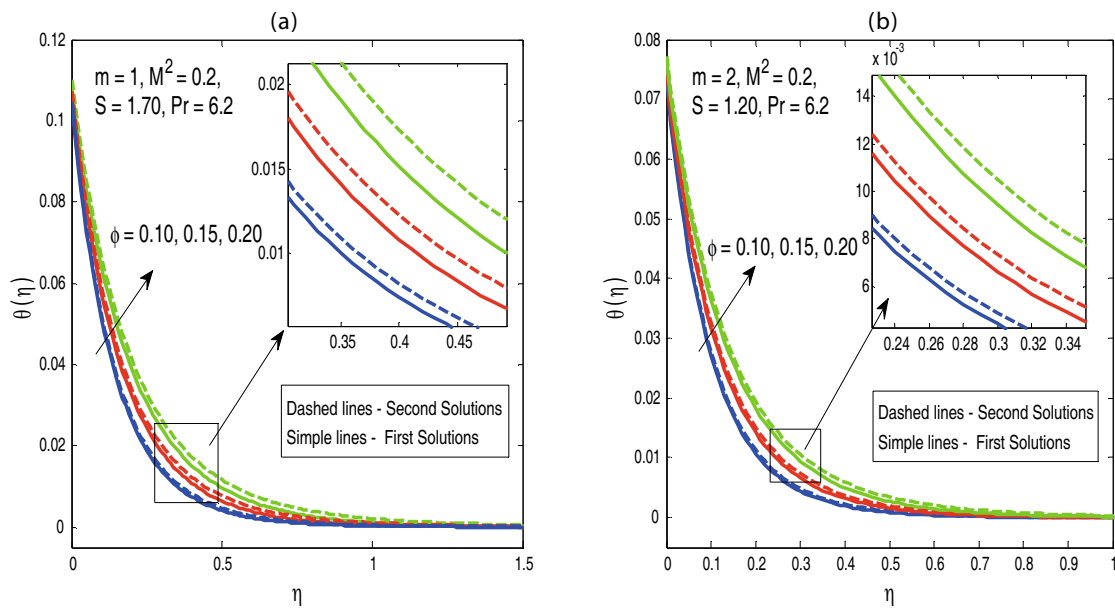 (a)
0.12
0.1
0.08
0.06
0.04
0.02
0
0
0.5
1
1.5
θ(η)
η
m = 1, M² = 0.2,
S = 1.70, Pr = 6.2
ϕ = 0.10, 0.15, 0.20
0.02
0.015
0.01
0.35
0.4
0.45
Dashed lines - Second Solutions
Simple lines - First Solutions
(b)
0.08
0.07
0.06
0.05
0.04
0.03
0.02
0.01
0
0
0.1
0.2
0.3
0.4
0.5
0.6
0.7
0.8
0.9
1
θ(η)
η
m = 2, M² = 0.2,
S = 1.20, Pr = 6.2
ϕ = 0.10, 0.15, 0.20
x 10⁻³
14
12
10
8
6
0.24
0.26
0.28
0.3
0.32
0.34
Dashed lines - Second Solutions
Simple lines - First Solutions